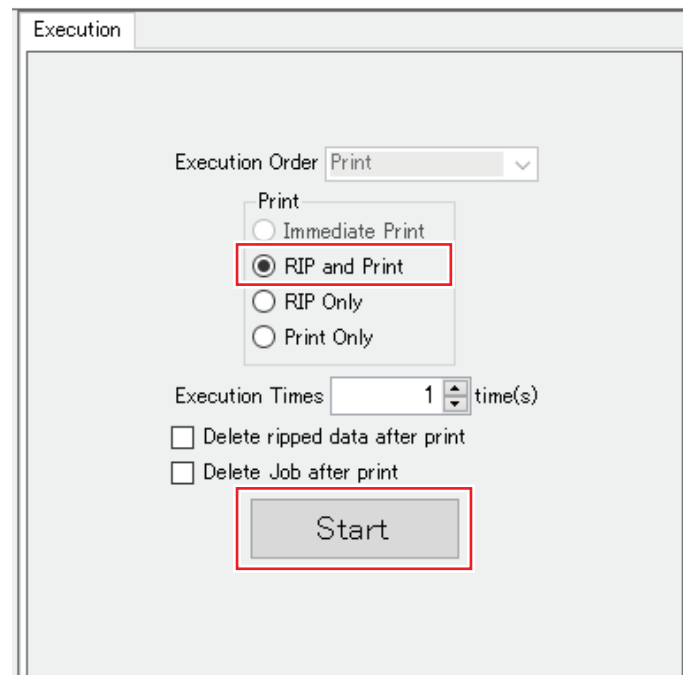 Execution
Execution Order Print
Print
Immediate Print
RIP and Print
RIP Only
Print Only
Execution Times 1 time(s)
Delete ripped data after print
Delete Job after print
Start